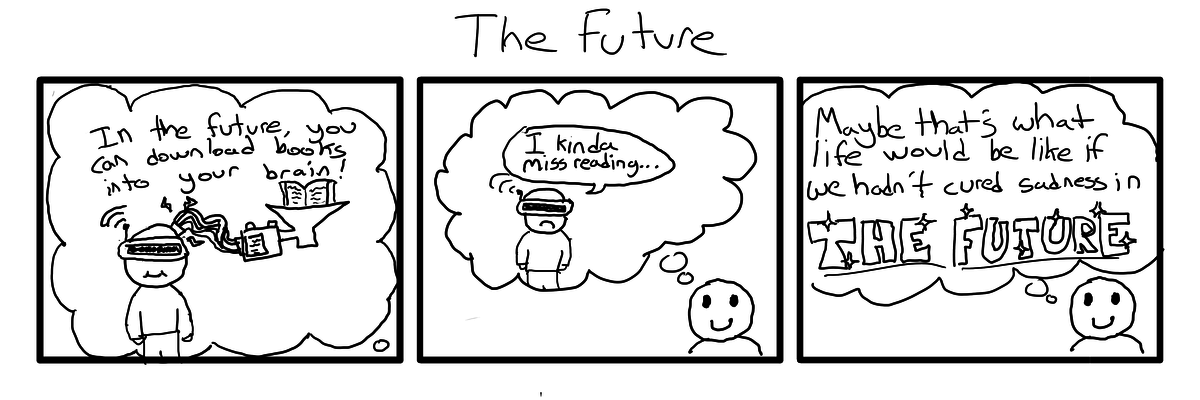 The Future
In the future, you
can download books
into your brain!
I kinda
miss reading...
Maybe that's what
life would be like if
we hadn't cured sadness in
THE FUTURE